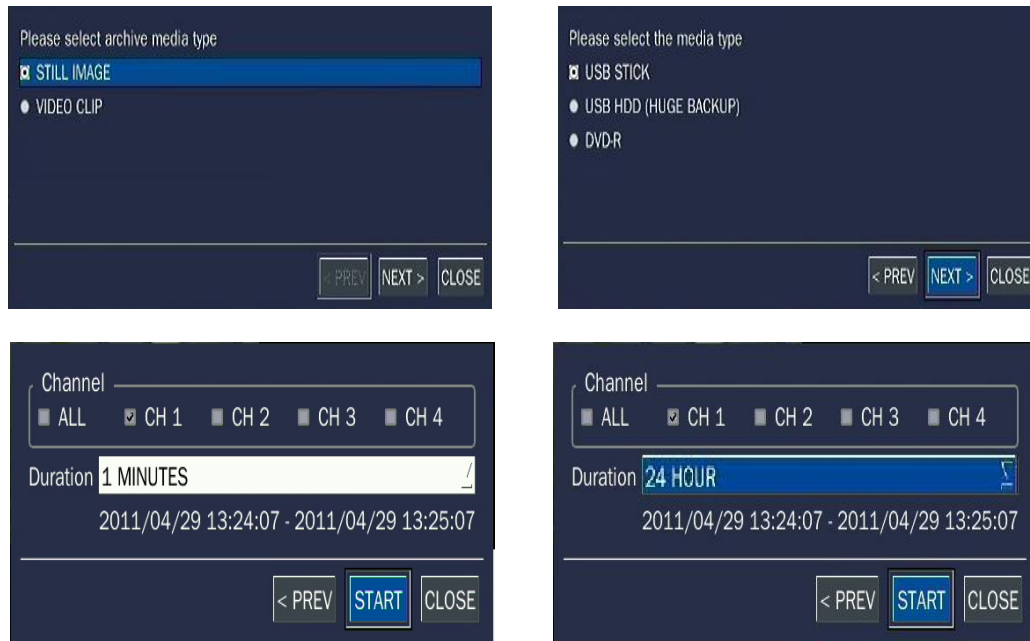 Please select archive media type
STILL IMAGE
VIDEO CLIP
< PREV NEXT > CLOSE
Please select the media type
USB STICK
USB HDD (HUGE BACKUP)
DVD-R
< PREV NEXT > CLOSE
Channel
ALL CH 1 CH 2 CH 3 CH 4
Duration 1 MINUTES
2011/04/29 13:24:07 - 2011/04/29 13:25:07
< PREV START CLOSE
Channel
ALL CH 1 CH 2 CH 3 CH 4
Duration 24 HOUR
2011/04/29 13:24:07 - 2011/04/29 13:25:07
< PREV START CLOSE